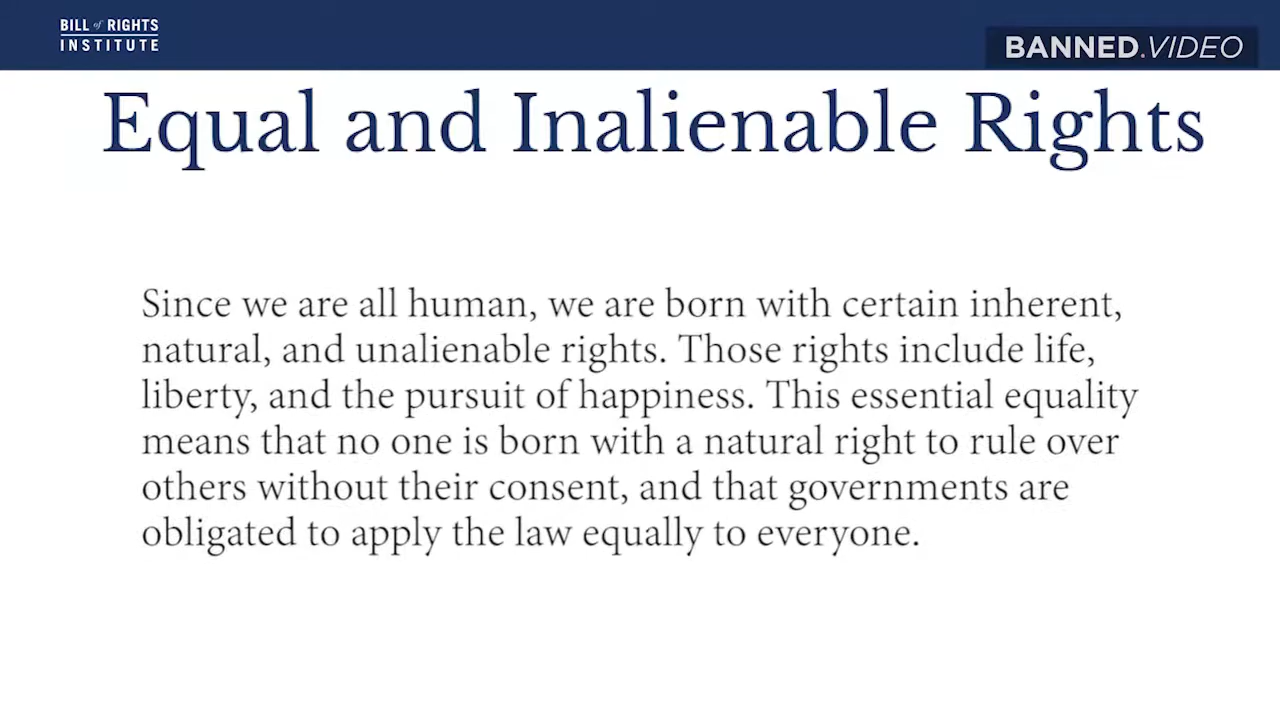 BILL of RIGHTS
INSTITUTE
BANNED.VIDEO
Equal and Inalienable Rights
Since we are all human, we are born with certain inherent,
natural, and unalienable rights. Those rights include life,
liberty, and the pursuit of happiness. This essential equality
means that no one is born with a natural right to rule over
others without their consent, and that governments are
obligated to apply the law equally to everyone.